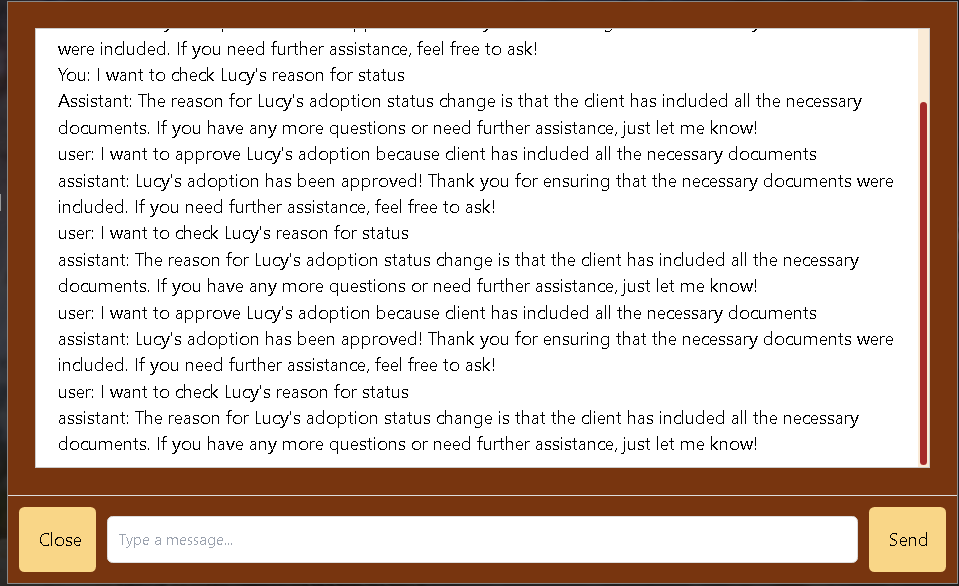 were included. If you need further assistance, feel free to ask!
You: I want to check Lucy's reason for status
Assistant: The reason for Lucy's adoption status change is that the client has included all the necessary
documents. If you have any more questions or need further assistance, just let me know!
user: I want to approve Lucy's adoption because client has included all the necessary documents
assistant: Lucy's adoption has been approved! Thank you for ensuring that the necessary documents were
included. If you need further assistance, feel free to ask!
user: I want to check Lucy's reason for status
assistant: The reason for Lucy's adoption status change is that the client has included all the necessary
documents. If you have any more questions or need further assistance, just let me know!
user: I want to approve Lucy's adoption because client has included all the necessary documents
assistant: Lucy's adoption has been approved! Thank you for ensuring that the necessary documents were
included. If you need further assistance, feel free to ask!
user: I want to check Lucy's reason for status
assistant: The reason for Lucy's adoption status change is that the client has included all the necessary
documents. If you have any more questions or need further assistance, just let me know!
Close
Type a message...
Send